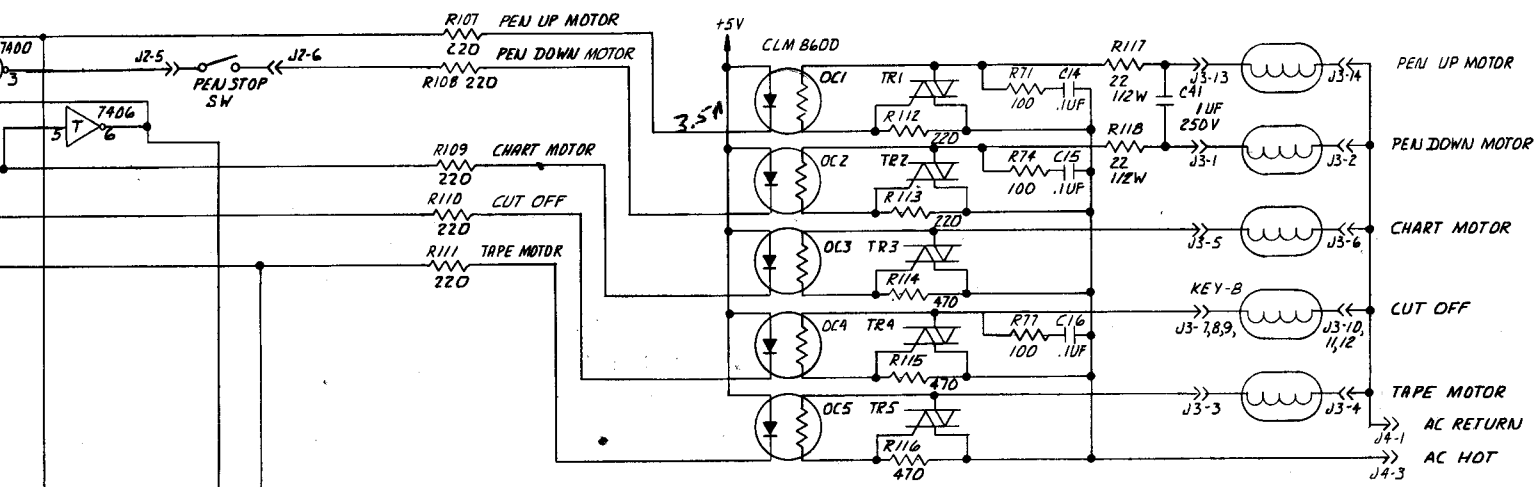 7400
3
J2-5
PEN STOP
SW
J2-6
R107 PEN UP MOTOR
220
PEN DOWN MOTOR
R108 220
7406
5 T 6
R109 CHART MOTOR
220
R110 CUT OFF
220
R111 TAPE MOTOR
220
+5V
CLM 8600
3.5
OC1 TR1
R112
220
R71 C14
100 .1UF
R117
22
1/2W
C41
1UF
250V
J3-13 J3-14 PEN UP MOTOR
OC2 TR2
R113
220
R74 C15
100 .1UF
R118
22
1/2W
J3-1 J3-2 PEN DOWN MOTOR
OC3 TR3
R114
470
J3-5 J3-6 CHART MOTOR
OC4 TR4
R115
470
R77 C16
100 .1UF
KEY-8
J3-7,8,9, J3-10,
11,12
CUT OFF
OC5 TR5
R116
470
J3-3 J3-4 TAPE MOTOR
J4-1 AC RETURN
J4-3 AC HOT